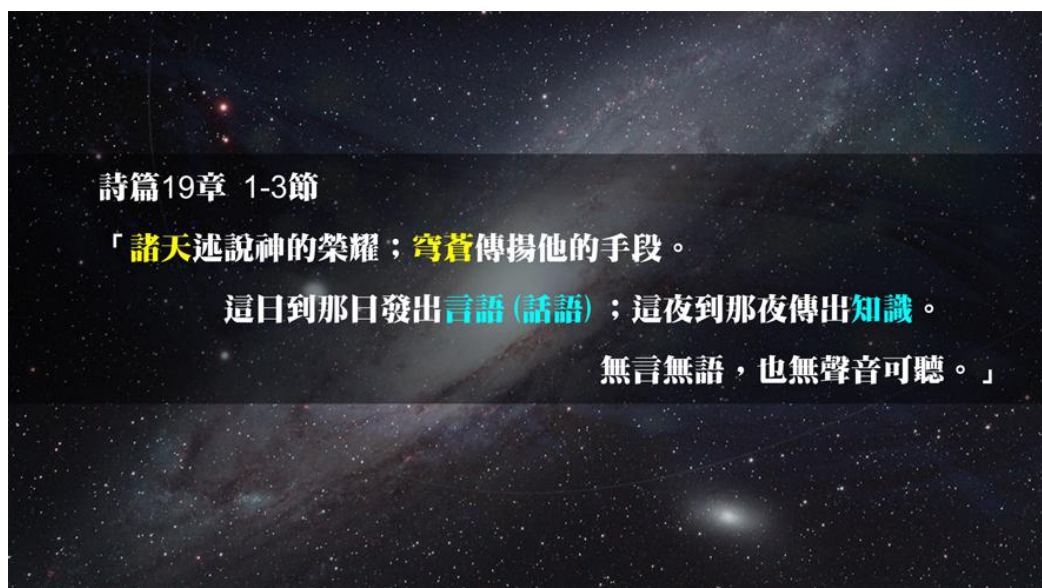 詩篇19章 1-3節
「諸天述說神的榮耀；穹蒼傳揚他的手段。
這日到那日發出言語(話語)；這夜到那夜傳出知識。
無言無語，也無聲音可聽。」